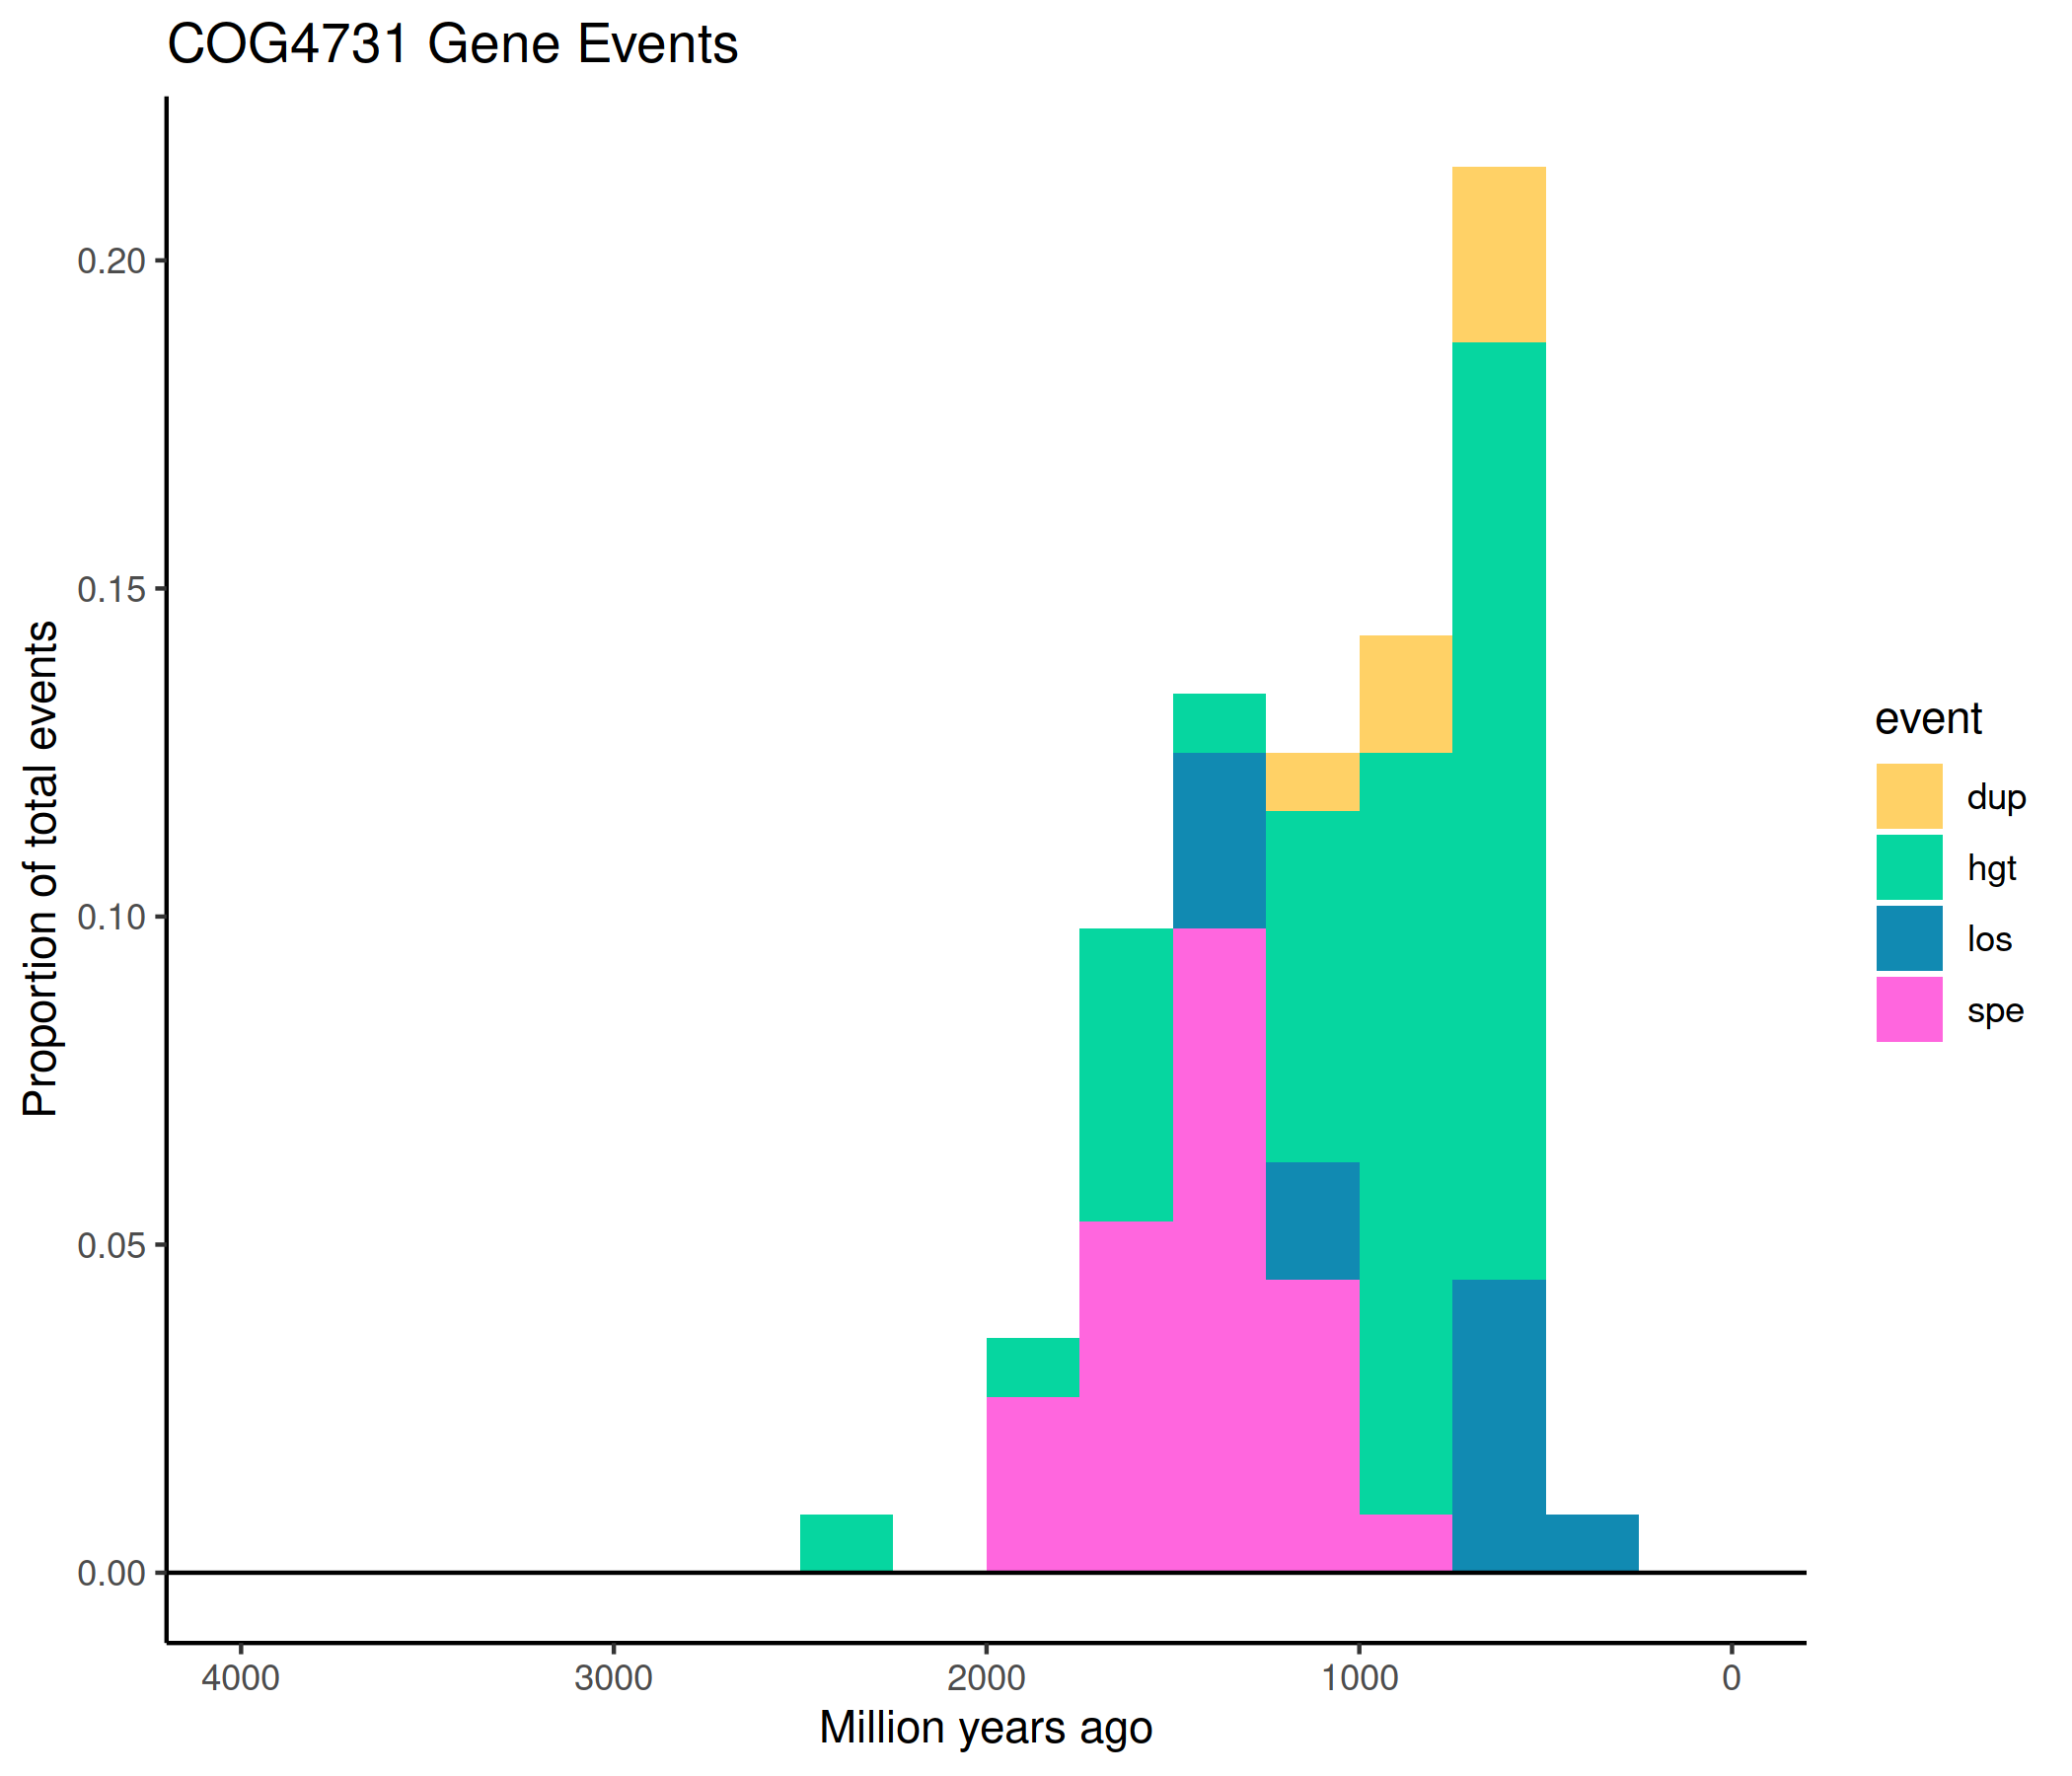 COG4731 Gene Events
Proportion of total events
0.20
0.15
0.10
0.05
0.00
4000 3000 2000 1000 0
Million years ago
event
dup
hgt
los
spe